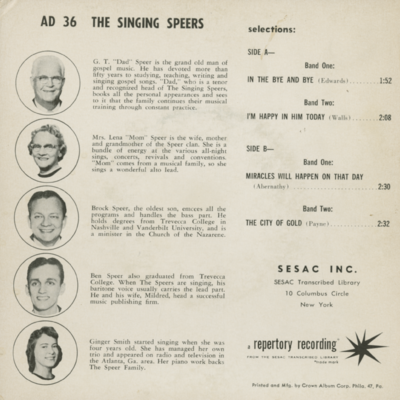 AD 36 THE SINGING SPEERS
G. T. "Dad" Speer is the grand old man of
gospel music. He has devoted more than
fifty years to studying, teaching, writing and
singing gospel songs. "Dad," who is a tenor
and recognized head of The Singing Speers,
books all the personal appearances and sees
to it that the family continues their musical
training through constant practice.
Mrs. Lena "Mom" Speer is the wife, mother
and grandmother of the Speer clan. She is a
bundle of energy at the various all-night
sings, concerts, revivals and conventions.
"Mom" comes from a musical family, so she
sings a wonderful alto lead.
Brock Speer, the oldest son, emcees all the
programs and handles the bass part. He
holds degrees from Trevecca College in
Nashville and Vanderbilt University, and is
a minister in the Church of the Nazarene.
Ben Speer also graduated from Trevecca
College. When The Speers are singing, his
baritone voice usually carries the lead part.
He and his wife, Mildred, head a successful
music publishing firm.
Ginger Smith started singing when she was
four years old. She has managed her own
trio and appeared on radio and television in
the Atlanta, Ga. area. Her piano work backs
The Speer Family.
selections:
SIDE A—
Band One:
IN THE BYE AND BYE (Edwards) 1:52
Band Two:
I'M HAPPY IN HIM TODAY (Walls) 2:08
SIDE B—
Band One:
MIRACLES WILL HAPPEN ON THAT DAY
(Abernathy) 2:30
Band Two:
THE CITY OF GOLD (Payne) 2:32
SESAC INC.
SESAC Transcribed Library
10 Columbus Circle
New York
a repertory recording
FROM THE SESAC TRANSCRIBED LIBRARY
Trade-mark
Printed and Mfg. by Crown Album Corp. Phila. 47, Pa.